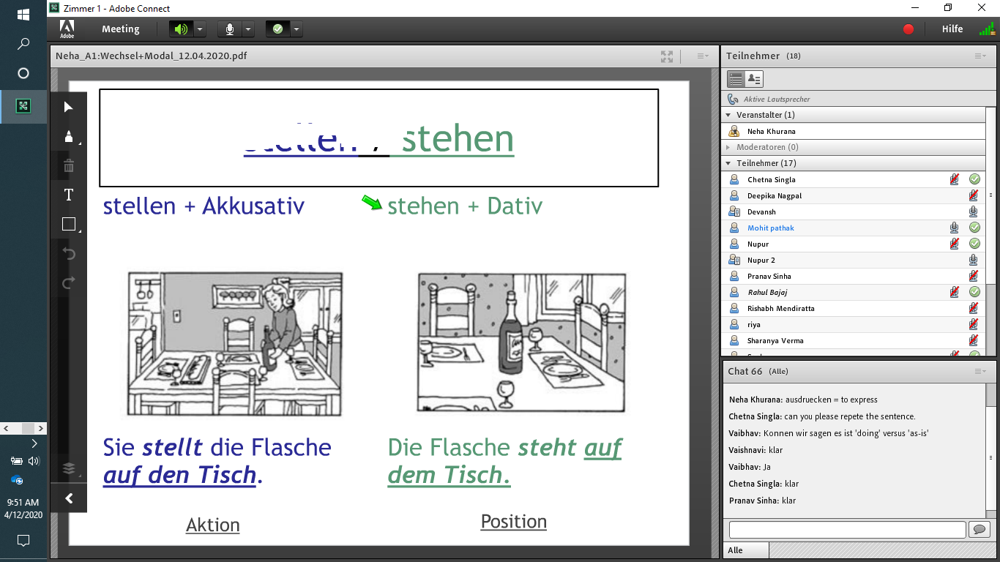 Zimmer 1 - Adobe Connect
Adobe
Meeting
Hilfe
Neha_A1:Wechsel+Modal_12.04.2020.pdf
stellen / stehen
stellen + Akkusativ
stehen + Dativ
Sie stellt die Flasche
auf den Tisch.
Aktion
Die Flasche steht auf
dem Tisch.
Position
T
Teilnehmer (18)
Aktive Lautsprecher
Veranstalter (1)
Neha Khurana
Moderatoren (0)
Teilnehmer (17)
Chetna Singla
Deepika Nagpal
Devansh
Mohit pathak
Nupur
Nupur 2
Pranav Sinha
Rahul Bajaj
Rishabh Mendiratta
riya
Sharanya Verma
Chat 66 (Alle)
Neha Khurana: ausdruecken = to express
Chetna Singla: can you please repete the sentence.
Vaibhav: Konnen wir sagen es ist 'doing' versus 'as-is'
Vaishnavi: klar
Vaibhav: Ja
Chetna Singla: klar
Pranav Sinha: klar
Alle
9:51 AM
4/12/2020